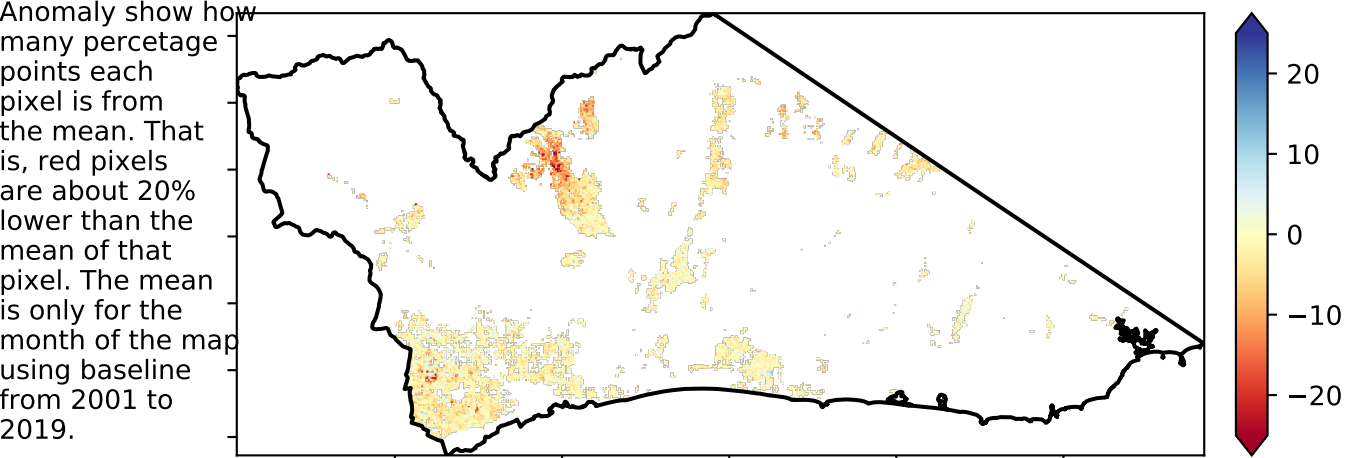 Anomaly show how
many percetage
points each
pixel is from
the mean. That
is, red pixels
are about 20%
lower than the
mean of that
pixel. The mean
is only for the
month of the map
using baseline
from 2001 to
2019.
20
10
0
−10
−20